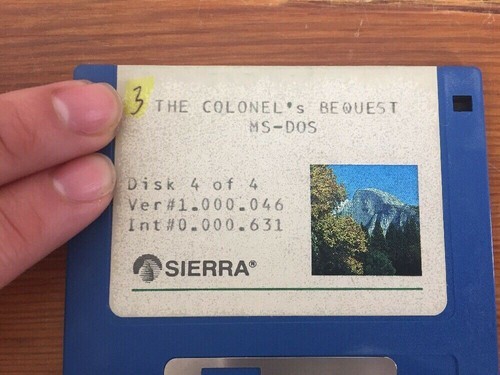 3 THE COLONEL's BEQUEST
MS-DOS
Disk 4 of 4
Ver#1.000.046
Int#0.000.631
SIERRA®